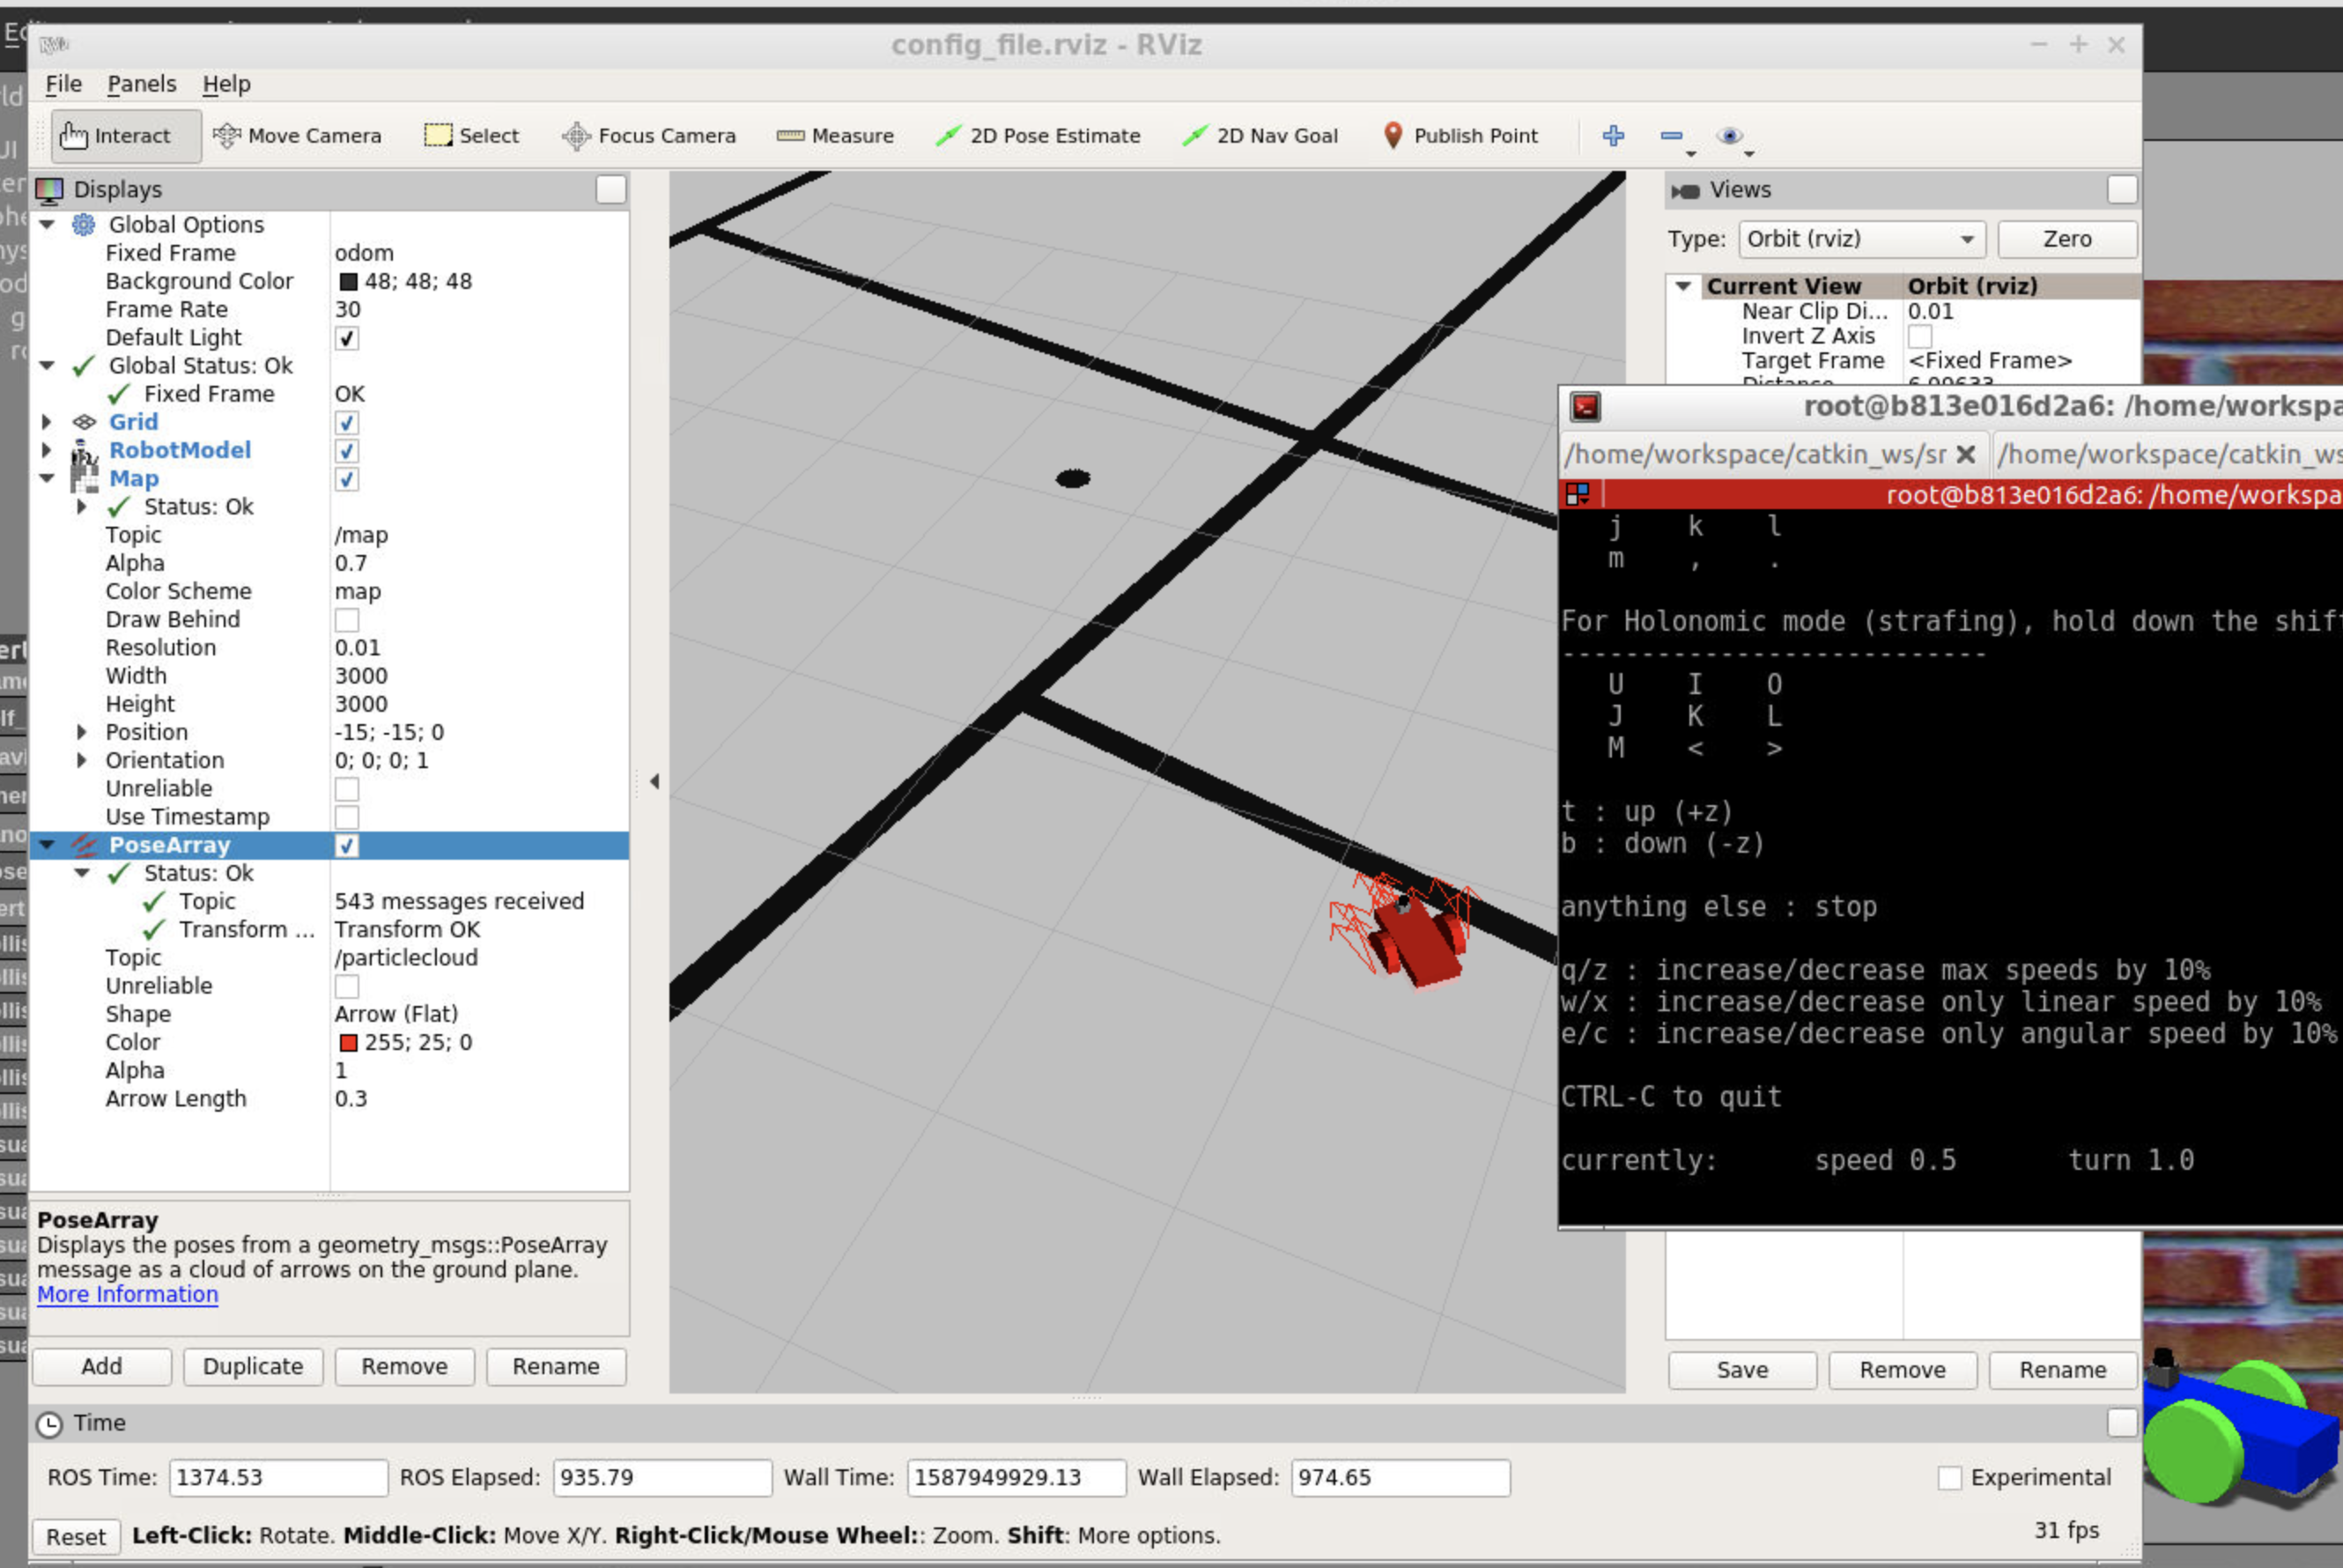 config_file.rviz - RViz
File Panels Help
Interact Move Camera Select Focus Camera Measure 2D Pose Estimate 2D Nav Goal Publish Point
Displays
Global Options
Fixed Frame odom
Background Color 48; 48; 48
Frame Rate 30
Default Light
Global Status: Ok
Fixed Frame OK
Grid
RobotModel
Map
Status: Ok
Topic /map
Alpha 0.7
Color Scheme map
Draw Behind
Resolution 0.01
Width 3000
Height 3000
Position -15; -15; 0
Orientation 0; 0; 0; 1
Unreliable
Use Timestamp
PoseArray
Status: Ok
Topic 543 messages received
Transform ... Transform OK
Topic /particlecloud
Unreliable
Shape Arrow (Flat)
Color 255; 25; 0
Alpha 1
Arrow Length 0.3
PoseArray
Displays the poses from a geometry_msgs::PoseArray
message as a cloud of arrows on the ground plane.
More Information
Add Duplicate Remove Rename
Views
Type: Orbit (rviz) Zero
Current View Orbit (rviz)
Near Clip Di... 0.01
Invert Z Axis
Target Frame <Fixed Frame>
root@b813e016d2a6: /home/workspa
/home/workspace/catkin_ws/sr /home/workspace/catkin_ws
root@b813e016d2a6: /home/workspa
j k l
m , .
For Holonomic mode (strafing), hold down the shift
---------------------------
U I O
J K L
M < >
t : up (+z)
b : down (-z)
anything else : stop
q/z : increase/decrease max speeds by 10%
w/x : increase/decrease only linear speed by 10%
e/c : increase/decrease only angular speed by 10%
CTRL-C to quit
currently: speed 0.5 turn 1.0
Save Remove Rename
Time
ROS Time: 1374.53 ROS Elapsed: 935.79 Wall Time: 1587949929.13 Wall Elapsed: 974.65 Experimental
Reset Left-Click: Rotate. Middle-Click: Move X/Y. Right-Click/Mouse Wheel:: Zoom. Shift: More options. 31 fps